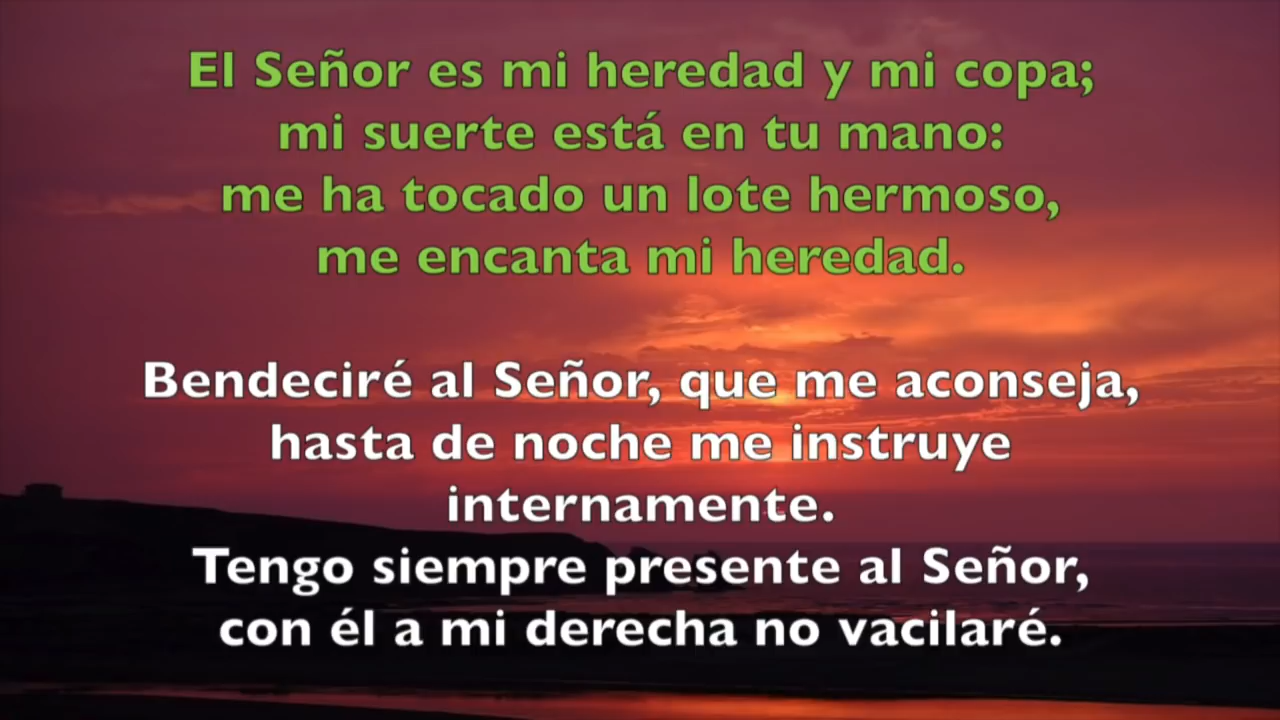 El Señor es mi heredad y mi copa;
mi suerte está en tu mano:
me ha tocado un lote hermoso,
me encanta mi heredad.
Bendeciré al Señor, que me aconseja,
hasta de noche me instruye
internamente.
Tengo siempre presente al Señor,
con él a mi derecha no vacilaré.